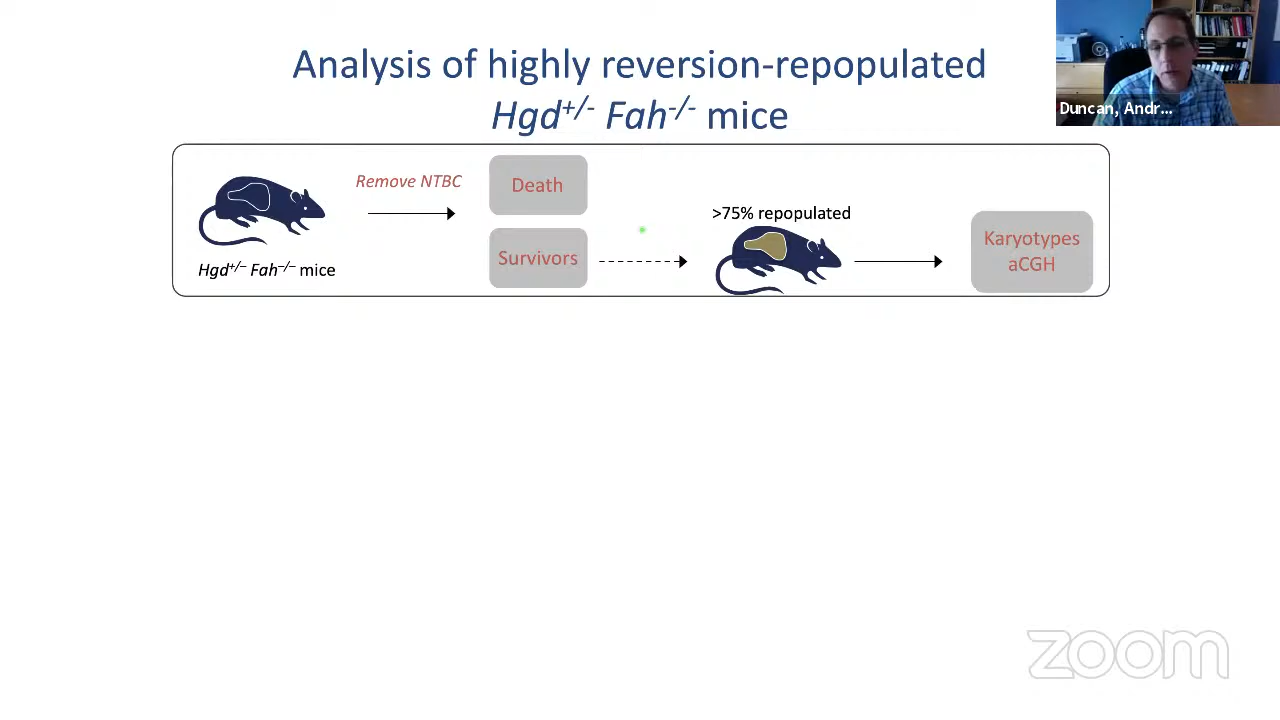 Analysis of highly reversion-repopulated
Hgd+/- Fah-/- mice
Duncan, Andr...
Remove NTBC
Death
>75% repopulated
Survivors
Karyotypes
aCGH
Hgd+/– Fah–/– mice
zoom